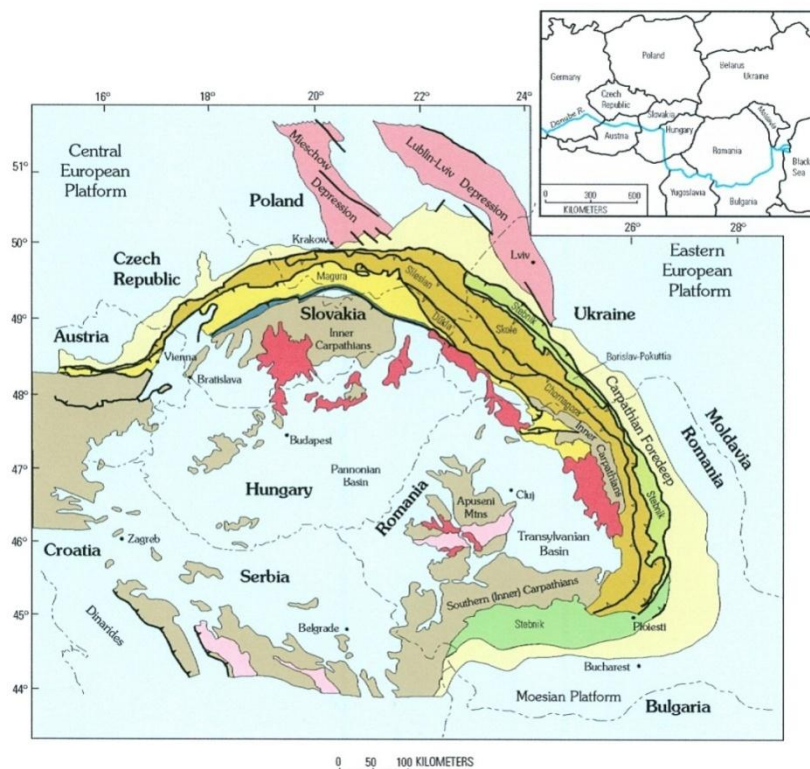 Poland
Germany
Belarus
Ukraine
Czech
Republic
Danube R.
Slovakia
Moldavia
Austria
Hungary
Romania
Black
Sea
0 300 600
KILOMETERS
Yugoslavia
Bulgaria
16° 18° 20° 22° 24°
51°
Central
European
Platform
Mieschow
Depression
Lublin-Lviv
Depression
Poland
50°
Krakow
Lviv
26° 28°
Eastern
European
Platform
Czech
Republic
Magura
Silesian
Stebnik
Ukraine
49°
Slovakia
Inner
Carpathians
Dukla
Skole
Austria
Vienna
Bratislava
Borislav-Pokuttia
48°
Chornagora
Carpathian Foredeep
Moldavia
Romania
Budapest
Inner
Carpathians
47°
Pannonian
Basin
Hungary
Romania
Apuseni
Mtns
Cluj
Stebnik
46°
Zagreb
Transylvanian
Basin
Croatia
Serbia
Southern (Inner) Carpathians
45°
Dinarides
Belgrade
Stebnik
Ploiesti
44°
Bucharest
Moesian Platform
Bulgaria
0 50 100 KILOMETERS